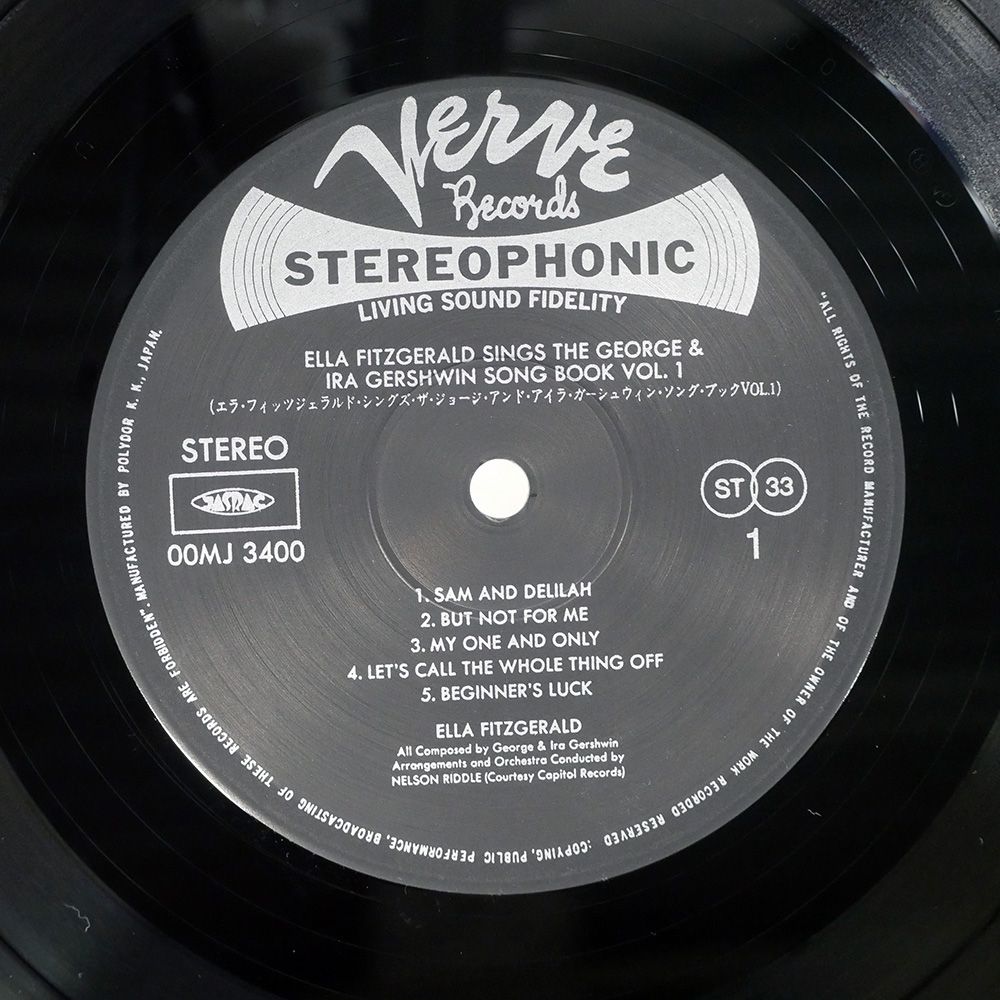 Verve
Records
STEREOPHONIC
LIVING SOUND FIDELITY
ELLA FITZGERALD SINGS THE GEORGE &
IRA GERSHWIN SONG BOOK VOL. 1
(エラ・フィッツジェラルド・シングズ・ザ・ジョージ・アンド・アイラ・ガーシュウィン・ソング・ブックVOL.1)
STEREO
JASRAC
00MJ 3400
ST 33
1
1. SAM AND DELILAH
2. BUT NOT FOR ME
3. MY ONE AND ONLY
4. LET'S CALL THE WHOLE THING OFF
5. BEGINNER'S LUCK
ELLA FITZGERALD
All Composed by George & Ira Gershwin
Arrangements and Orchestra Conducted by
NELSON RIDDLE (Courtesy Capitol Records)
"ALL RIGHTS OF THE RECORD MANUFACTURER AND OF THE OWNER OF THE WORK RECORDED RESERVED :COPYING, PUBLIC PERFORMANCE, BROADCASTING OF THESE RECORDS ARE FORBIDDEN". MANUFACTURED BY POLYDOR K. K., JAPAN.